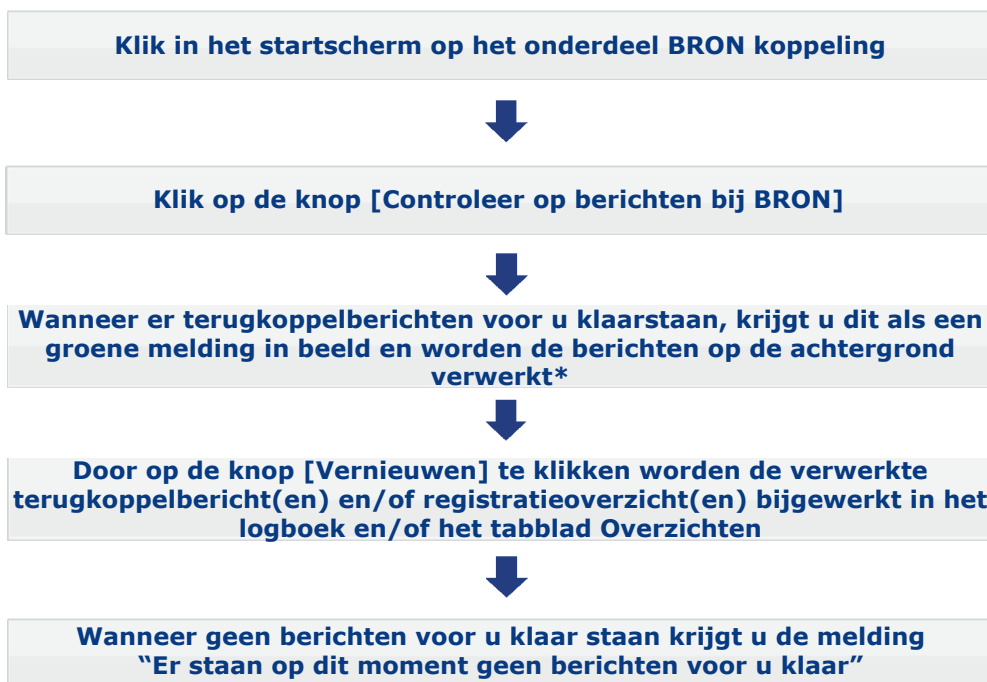 Klik in het startscherm op het onderdeel BRON koppeling
Klik op de knop [Controleer op berichten bij BRON]
Wanneer er terugkoppelberichten voor u klaarstaan, krijgt u dit als een
groene melding in beeld en worden de berichten op de achtergrond
verwerkt*
Door op de knop [Vernieuwen] te klikken worden de verwerkte
terugkoppelbericht(en) en/of registratieoverzicht(en) bijgewerkt in het
logboek en/of het tabblad Overzichten
Wanneer geen berichten voor u klaar staan krijgt u de melding
“Er staan op dit moment geen berichten voor u klaar”